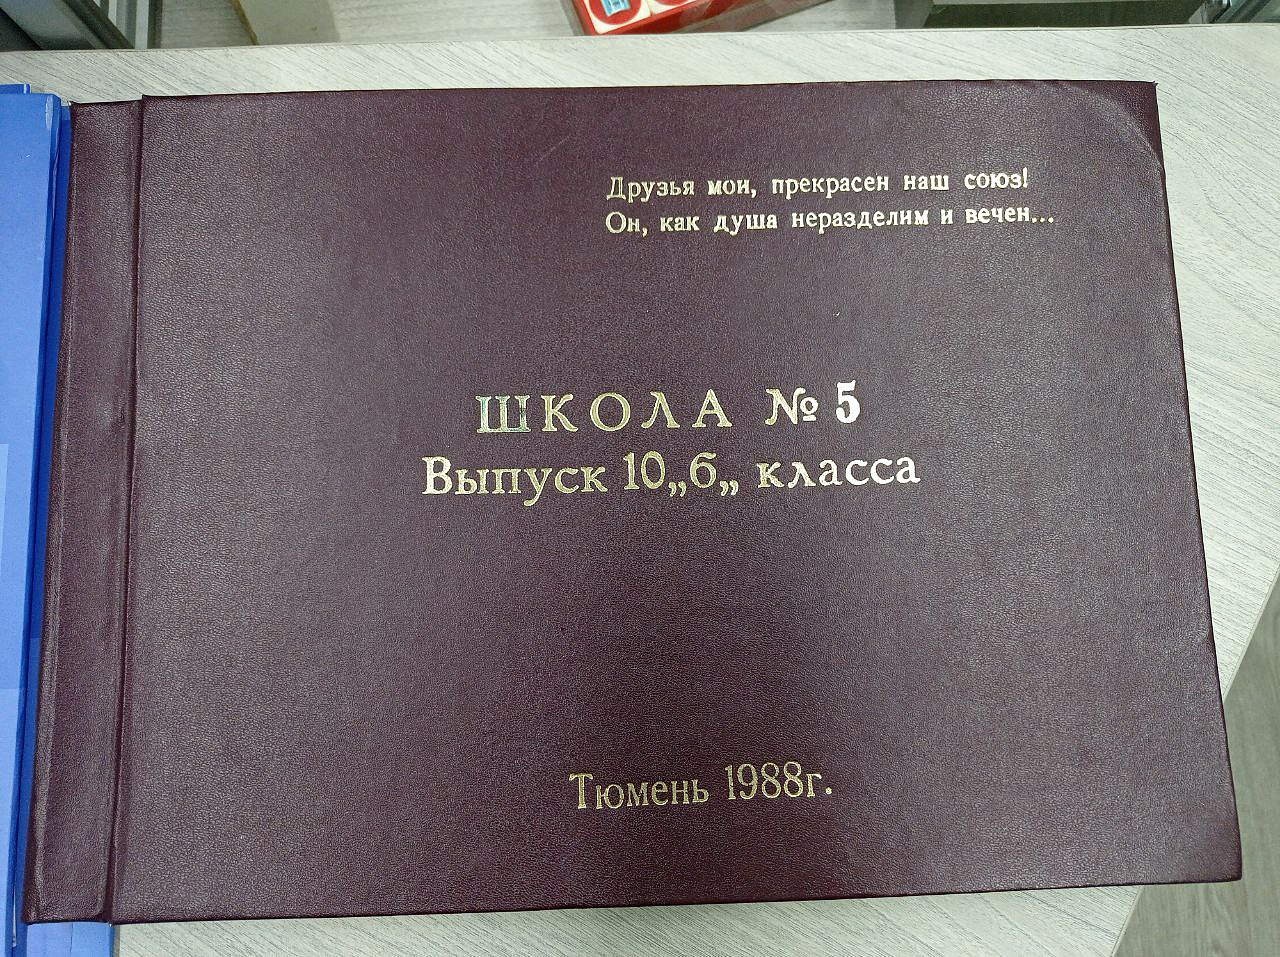 Друзья мои, прекрасен наш союз!
Он, как душа неразделим и вечен...
ШКОЛА № 5
Выпуск 10„б„ класса
Тюмень 1988г.